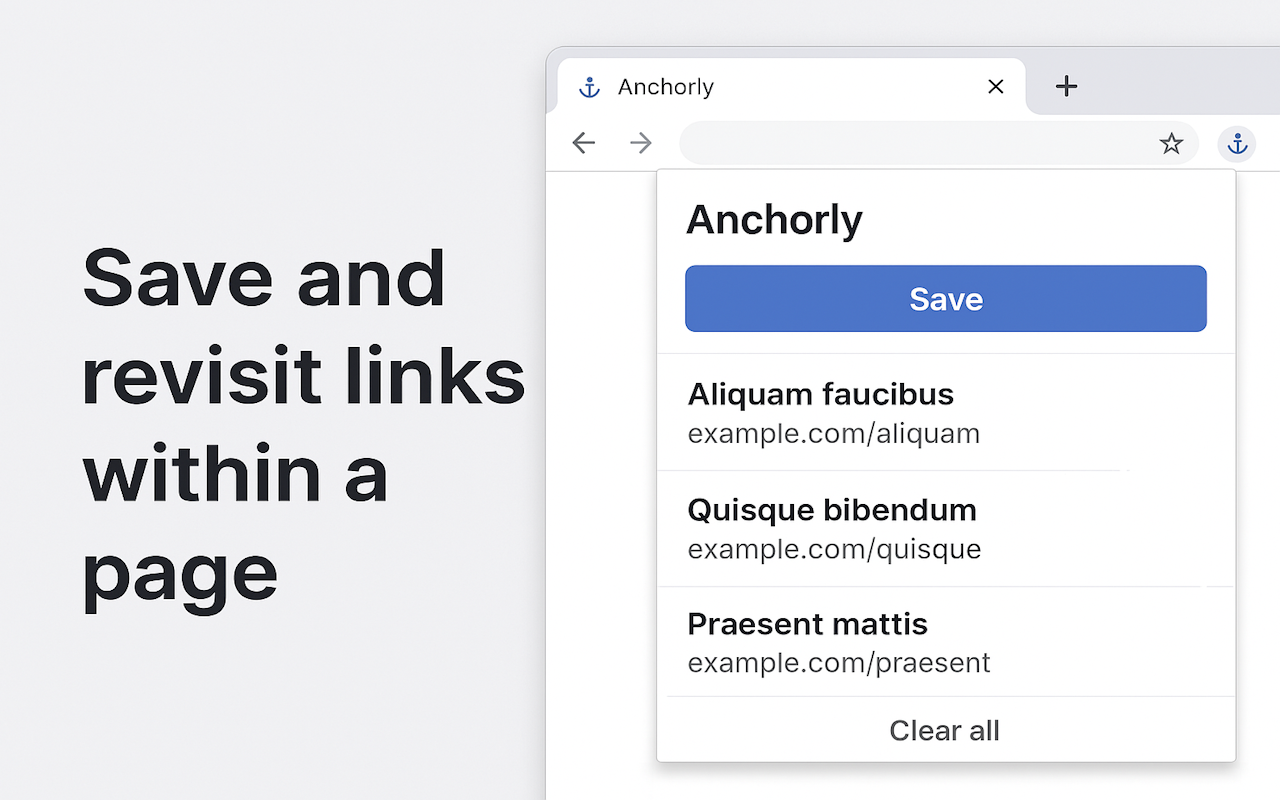 Save and
revisit links
within a
page
Anchorly
Anchorly
Save
Aliquam faucibus
example.com/aliquam
Quisque bibendum
example.com/quisque
Praesent mattis
example.com/praesent
Clear all